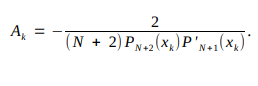 A_k = − \frac{2}{(N + 2) P_{N+2}(x_k) P'_{N+1}(x_k)}.